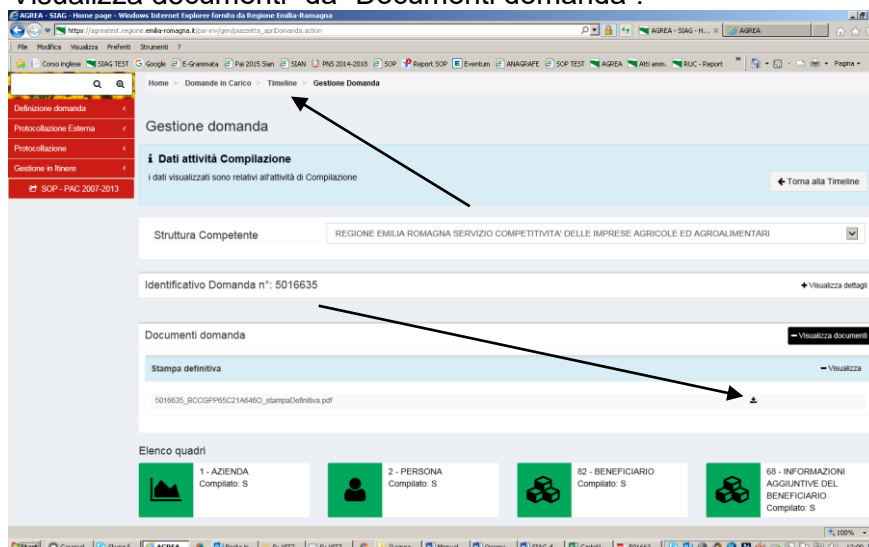 "Visualizza documenti" da "Documenti domanda".
AGREA - SIAG - Home page - Windows Internet Explorer fornito da Regione Emilia-Romagna
https://agreatest.regione.emilia-romagna.it/psr-inv/gen/piazzetta_apriDomanda.action
AGREA - SIAG - H...
AGREA
File Modifica Visualizza Preferiti Strumenti ?
Corso inglese SIAG TEST Google E-Grammata Pai 2015 Sian SIAN PNS 2014-2018 SOP Report SOP Eventum ANAGRAFE SOP TEST AGREA Atti amm. RUC - Report Pagina
Home > Domande in Carico > Timeline > Gestione Domanda
Definizione domanda
Protocollazione Esterna
Protocollazione
Gestione in Itinere
SOP - PAC 2007-2013
Gestione domanda
i Dati attività Compilazione
i dati visualizzati sono relativi all'attività di Compilazione
Torna alla Timeline
Struttura Competente
REGIONE EMILIA ROMAGNA SERVIZIO COMPETITIVITA' DELLE IMPRESE AGRICOLE ED AGROALIMENTARI
Identificativo Domanda n°: 5016635
Visualizza dettagli
Documenti domanda
Visualizza documenti
Stampa definitiva
Visualizza
5016635_BCCGPP65C21A646O_stampaDefinitiva.pdf
Elenco quadri
1 - AZIENDA
Compilato: S
2 - PERSONA
Compilato: S
82 - BENEFICIARIO
Compilato: S
68 - INFORMAZIONI
AGGIUNTIVE DEL
BENEFICIARIO
Compilato: S
100%